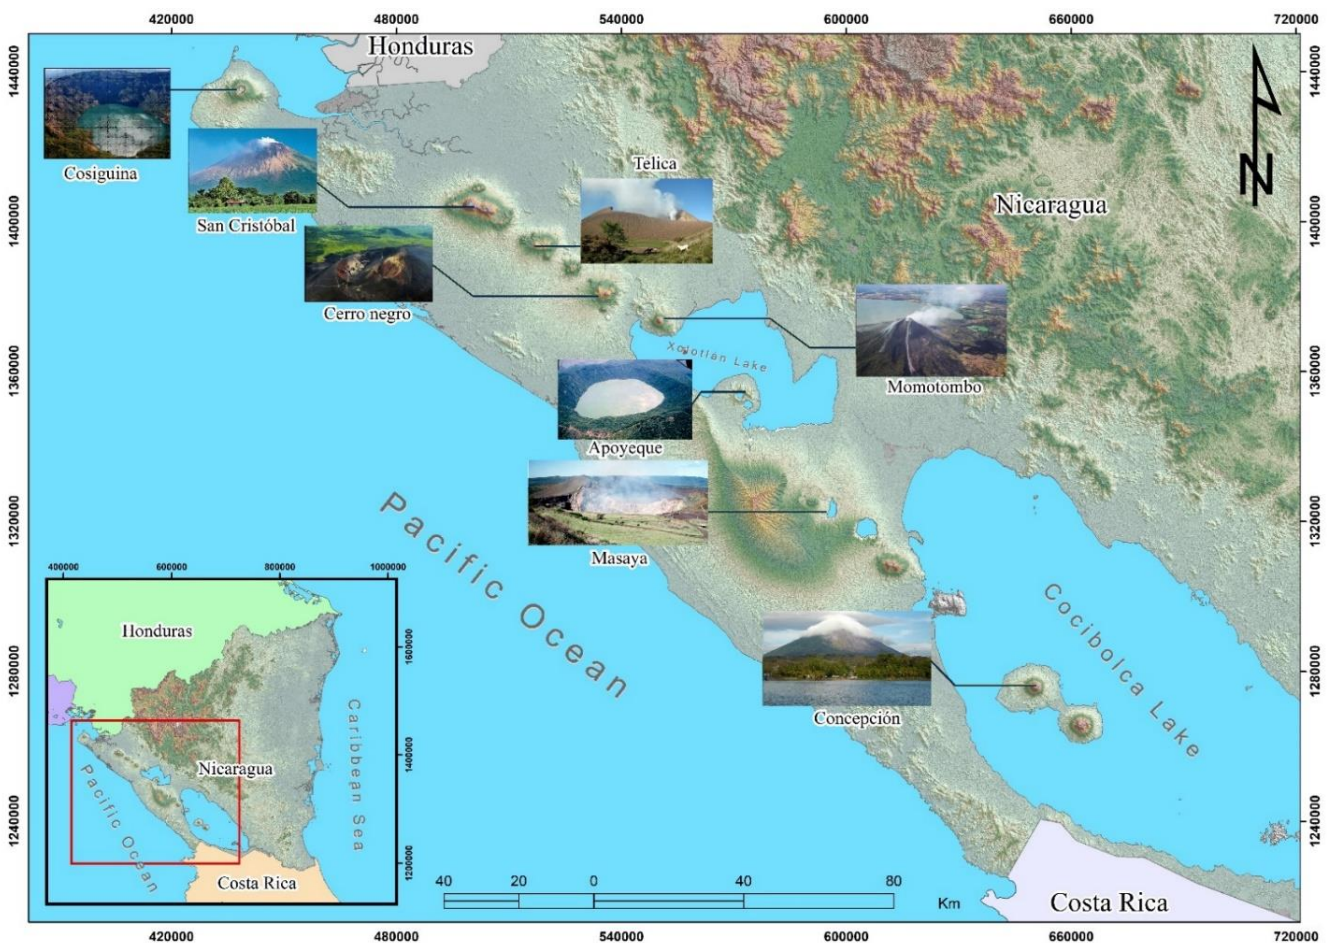 420000
480000
540000
600000
660000
720000
1440000
1400000
1360000
1320000
1280000
1240000
1440000
1400000
1360000
1320000
1280000
1240000
Honduras
Cosiguina
San Cristóbal
Telica
Cerro negro
Nicaragua
N
Xolotlán Lake
Momotombo
Apoyeque
Masaya
Pacific Ocean
Concepción
Cocibolca Lake
Costa Rica
400000
600000
800000
1000000
1600000
1400000
1200000
Honduras
Nicaragua
Caribbean Sea
Pacific Ocean
Costa Rica
40
20
0
40
80
Km
420000
480000
540000
600000
660000
720000